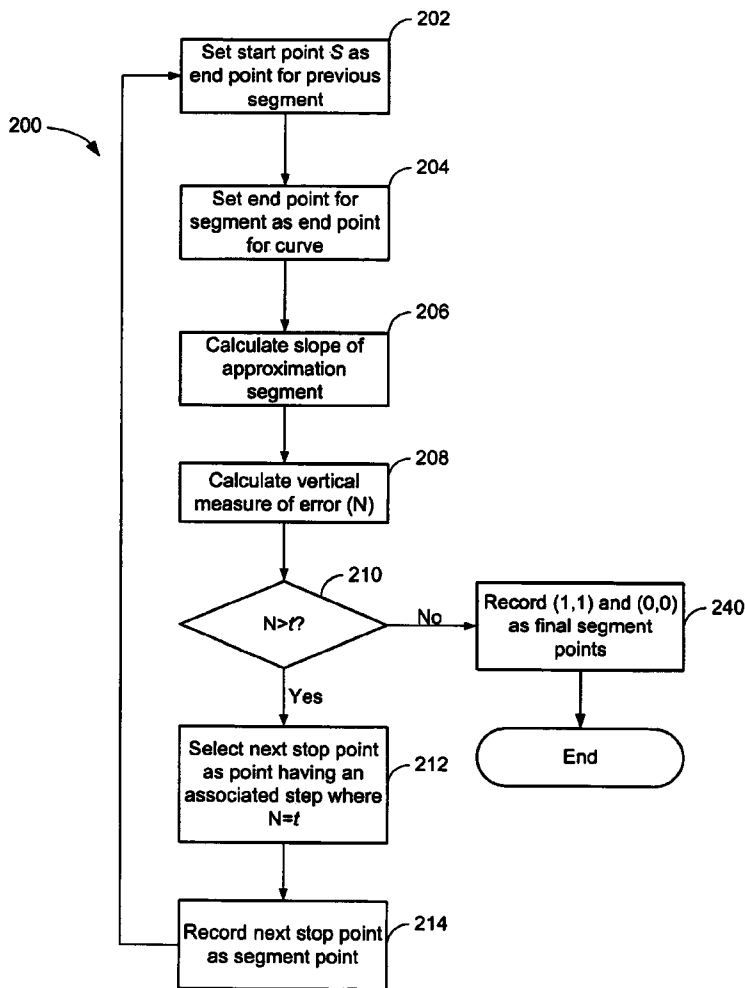 202
Set start point S as
end point for previous
segment
200
204
Set end point for
segment as end point
for curve
206
Calculate slope of
approximation
segment
208
Calculate vertical
measure of error (N)
210
N>t?
No
Record (1,1) and (0,0)
as final segment
points
240
Yes
End
Select next stop point
as point having an
associated step where
N=t
212
Record next stop point
as segment point
214